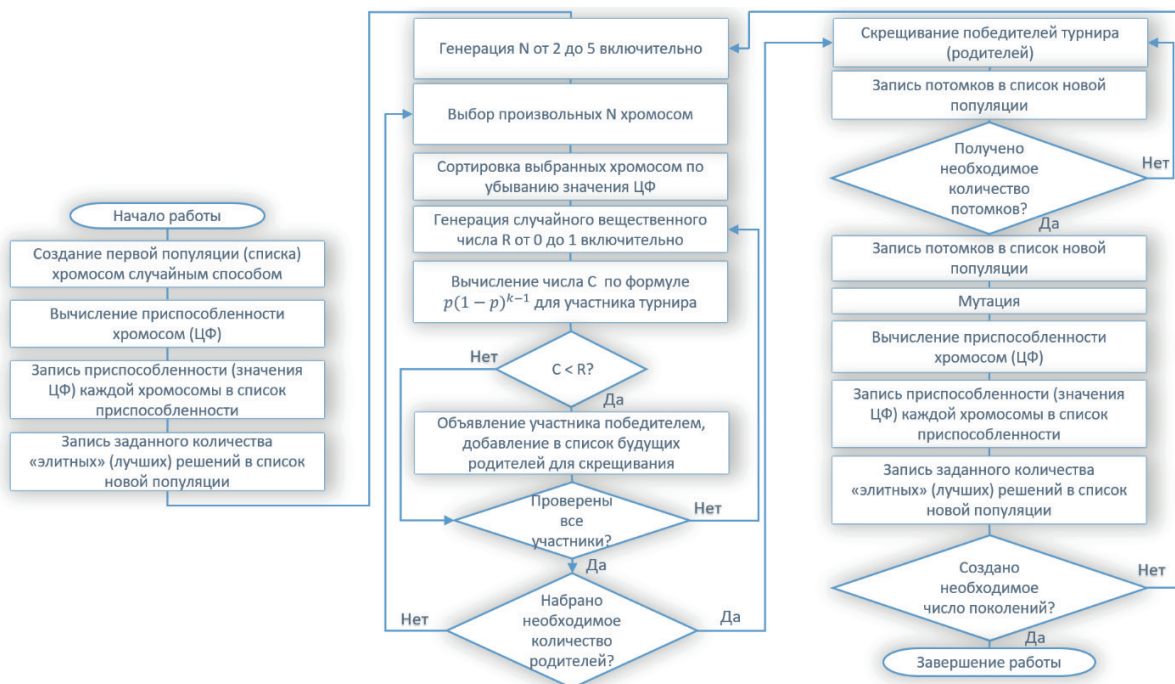 Начало работы
Создание первой популяции (списка)
хромосом случайным способом
Вычисление приспособленности
хромосом (ЦФ)
Запись приспособленности (значения
ЦФ) каждой хромосомы в список
приспособленности
Запись заданного количества
«элитных» (лучших) решений в список
новой популяции
Генерация N от 2 до 5 включительно
Выбор произвольных N хромосом
Сортировка выбранных хромосом по
убыванию значения ЦФ
Генерация случайного вещественного
числа R от 0 до 1 включительно
Вычисление числа C по формуле
p(1 − p)^{k−1} для участника турнира
Нет
C < R?
Да
Объявление участника победителем,
добавление в список будущих
родителей для скрещивания
Проверены
все
участники?
Нет
Да
Нет
Набрано
необходимое
количество
родителей?
Да
Скрещивание победителей турнира
(родителей)
Запись потомков в список новой
популяции
Получено
необходимое
количество
потомков?
Нет
Да
Запись потомков в список новой
популяции
Мутация
Вычисление приспособленности
хромосом (ЦФ)
Запись приспособленности (значения
ЦФ) каждой хромосомы в список
приспособленности
Запись заданного количества
«элитных» (лучших) решений в список
новой популяции
Создано
необходимое
число поколений?
Нет
Да
Завершение работы